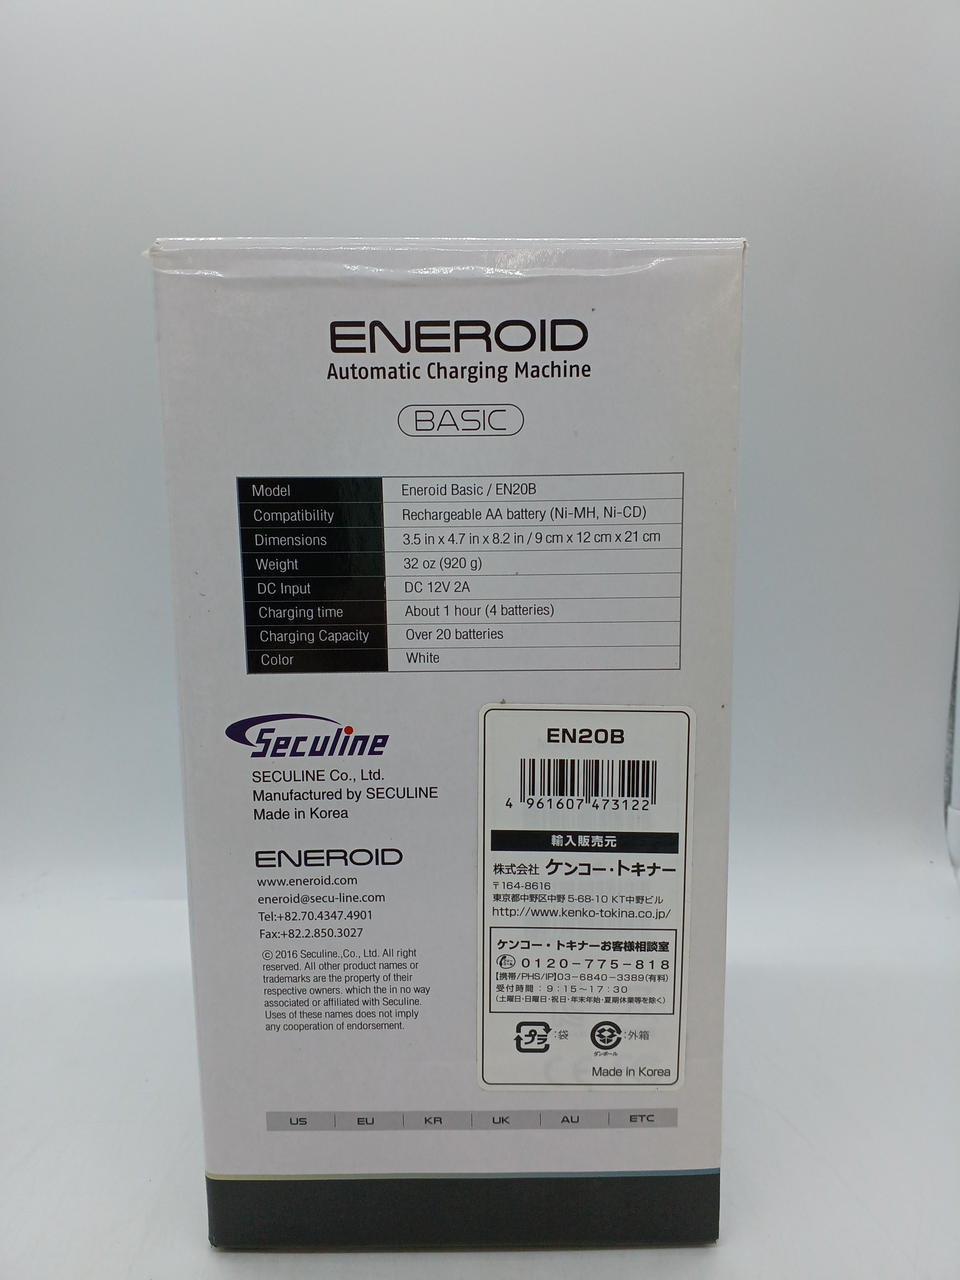 ENEROID
Automatic Charging Machine
BASIC
Model Eneroid Basic / EN20B
Compatibility Rechargeable AA battery (Ni-MH, Ni-CD)
Dimensions 3.5 in x 4.7 in x 8.2 in / 9 cm x 12 cm x 21 cm
Weight 32 oz (920 g)
DC Input DC 12V 2A
Charging time About 1 hour (4 batteries)
Charging Capacity Over 20 batteries
Color White
Seculine
SECULINE Co., Ltd.
Manufactured by SECULINE
Made in Korea
ENEROID
www.eneroid.com
eneroid@secu-line.com
Tel:+82.70.4347.4901
Fax:+82.2.850.3027
© 2016 Seculine.,Co., Ltd. All right
reserved. All other product names or
trademarks are the property of their
respective owners. which the in no way
associated or affiliated with Seculine.
Uses of these names does not imply
any cooperation of endorsement.
EN20B
4 961607 473122
輸入販売元
株式会社 ケンコー・トキナー
〒164-8616
東京都中野区中野 5-68-10 KT中野ビル
http://www.kenko-tokina.co.jp/
ケンコー・トキナーお客様相談室
0120-775-818
【携帯/PHS/IP】03-6840-3389(有料)
受付時間:9:15~17:30
(土曜日・日曜日・祝日・年末年始・夏期休業等を除く)
プラ :袋 :外箱
ダンボール
Made in Korea
US EU KR UK AU ETC